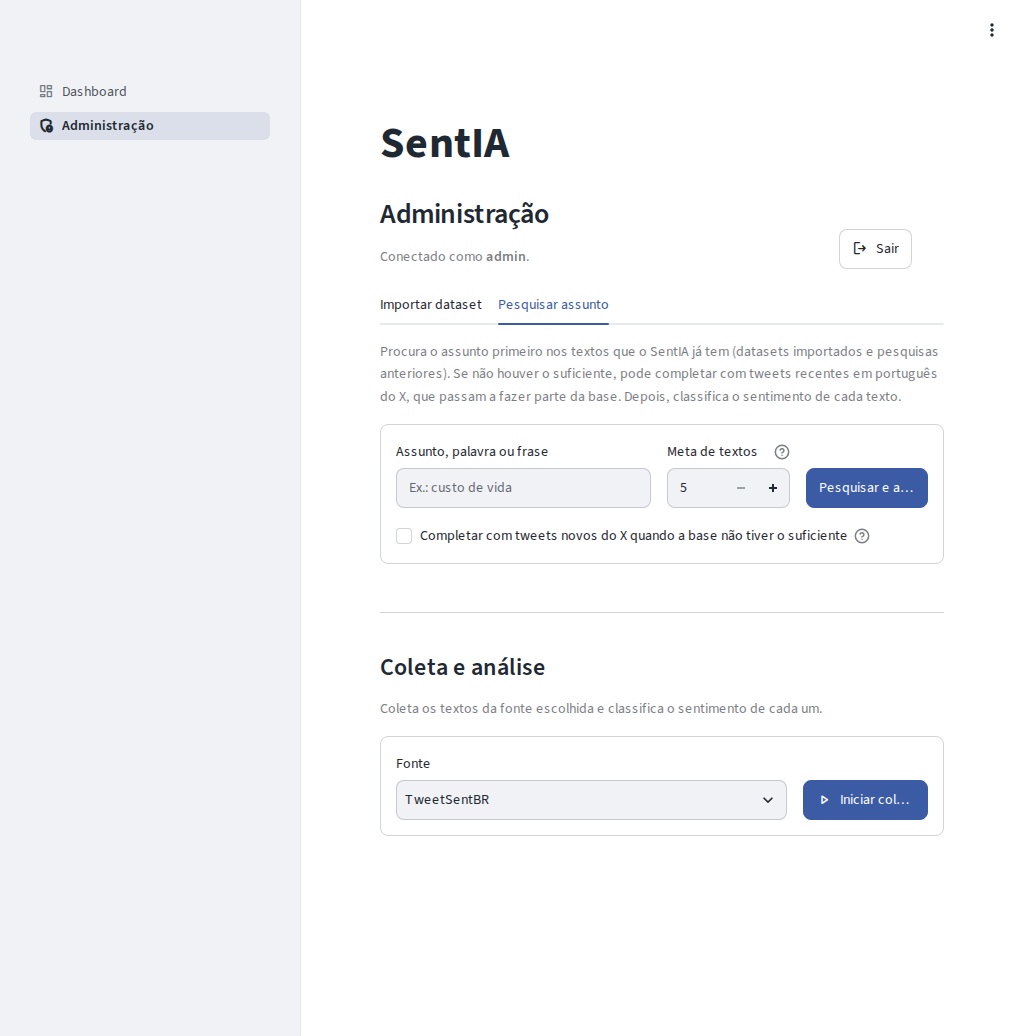 Dashboard
Administração
SentIA
Administração
Conectado como admin.
Sair
Importar dataset
Pesquisar assunto
Procura o assunto primeiro nos textos que o SentIA já tem (datasets importados e pesquisas
anteriores). Se não houver o suficiente, pode completar com tweets recentes em português
do X, que passam a fazer parte da base. Depois, classifica o sentimento de cada texto.
Assunto, palavra ou frase
Meta de textos
Ex.: custo de vida
5
Pesquisar e a…
Completar com tweets novos do X quando a base não tiver o suficiente
Coleta e análise
Coleta os textos da fonte escolhida e classifica o sentimento de cada um.
Fonte
TweetSentBR
Iniciar col…